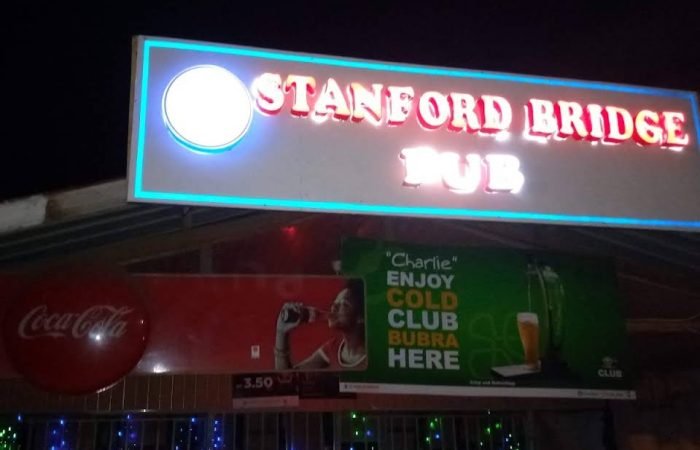 STANFORD BRIDGE
PUB
Coca-Cola
3.50
"Charlie"
ENJOY
COLD
CLUB
BUBRA
HERE
CLUB